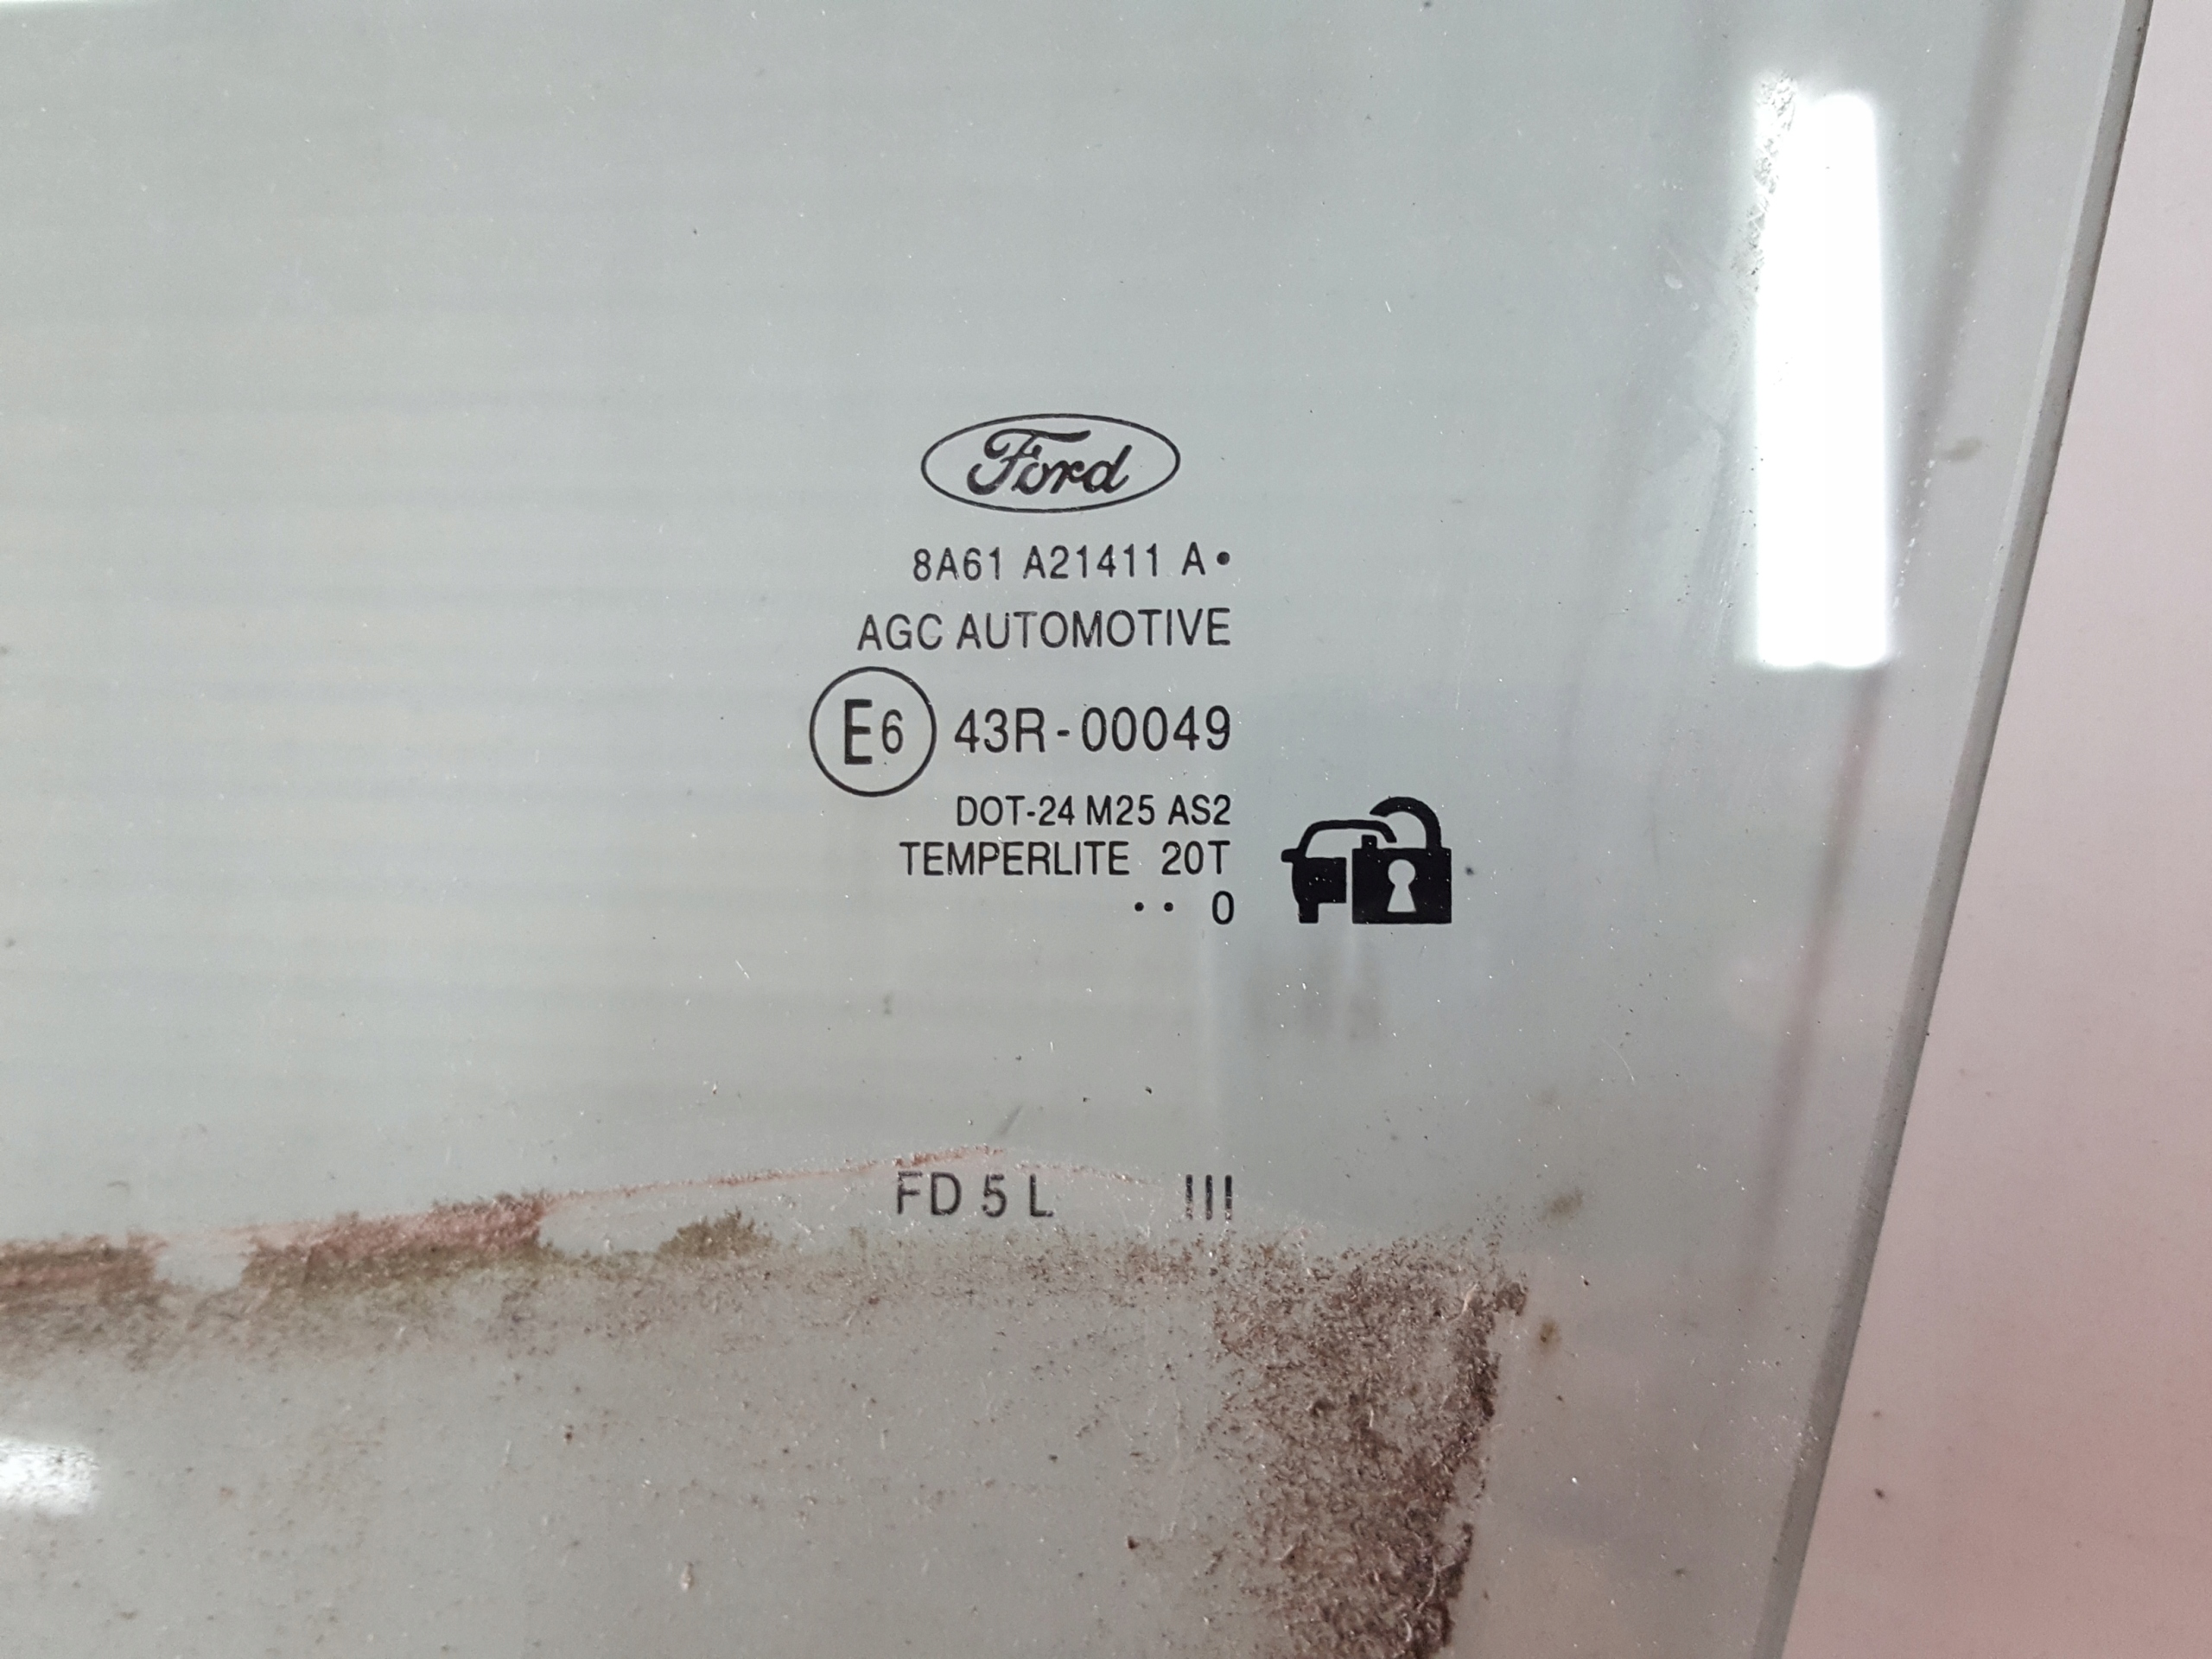 Ford
8A61 A21411 A•
AGC AUTOMOTIVE
E6 43R-00049
DOT-24 M25 AS2
TEMPERLITE 20T
•• 0
FD 5 L III